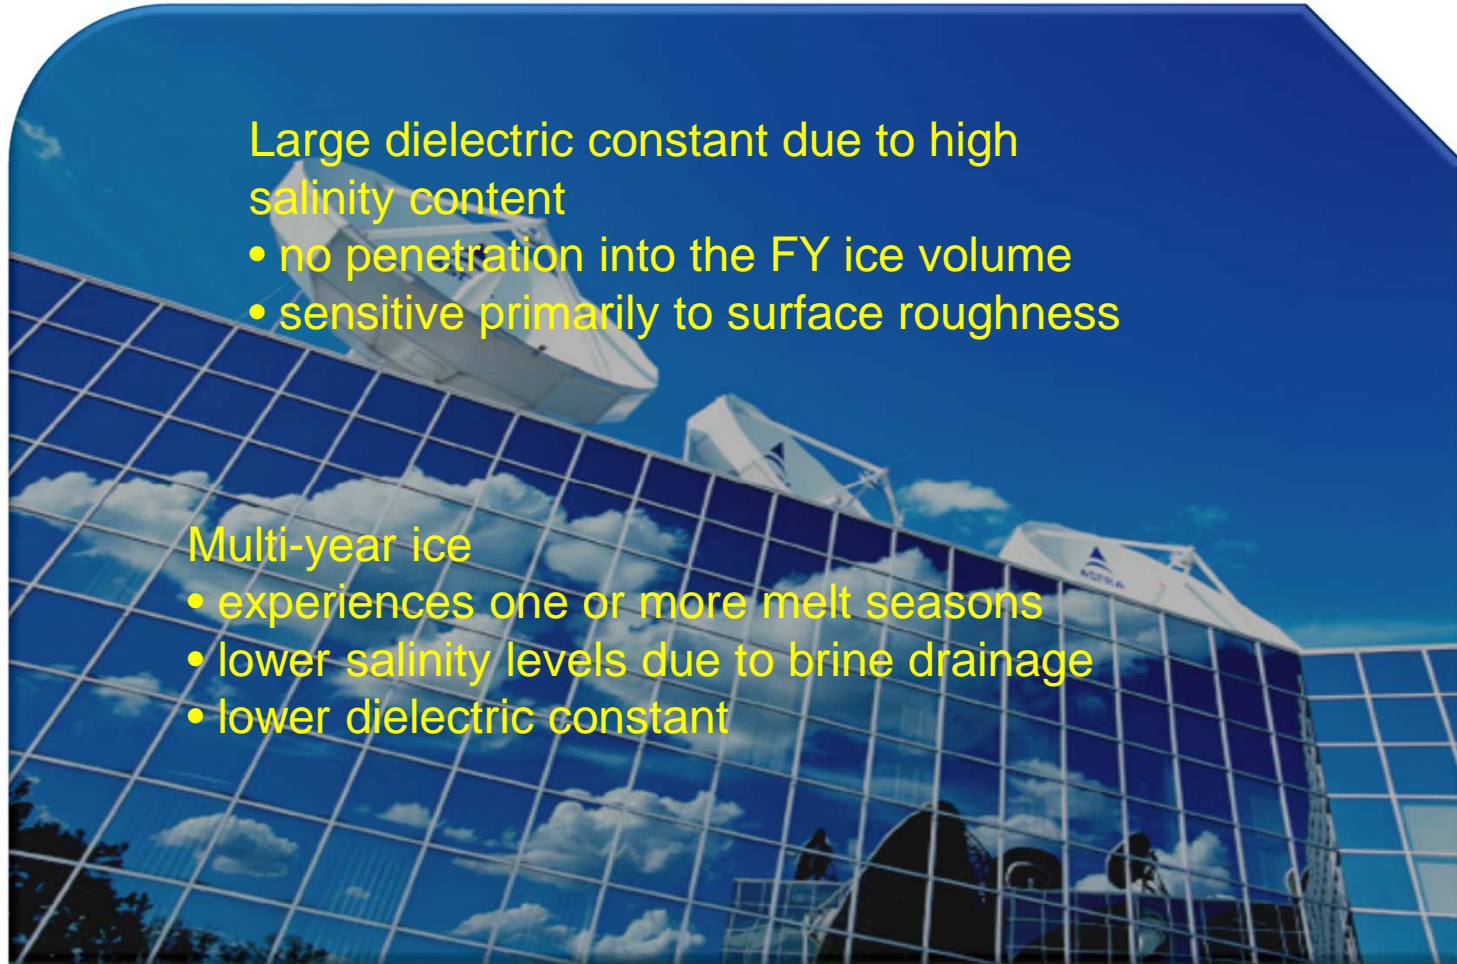 Large dielectric constant due to high
salinity content
• no penetration into the FY ice volume
• sensitive primarily to surface roughness
Multi-year ice
• experiences one or more melt seasons
• lower salinity levels due to brine drainage
• lower dielectric constant
ASTRA